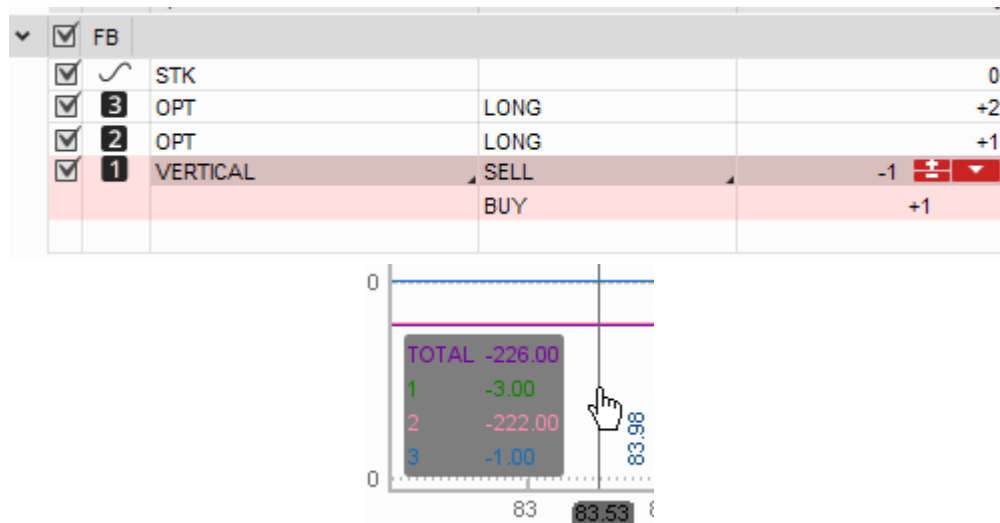 FB
STK 0
3 OPT LONG +2
2 OPT LONG +1
1 VERTICAL SELL -1
BUY +1
0
TOTAL -226.00
1 -3.00
2 -222.00
3 -1.00
83.98
0
83 83.53